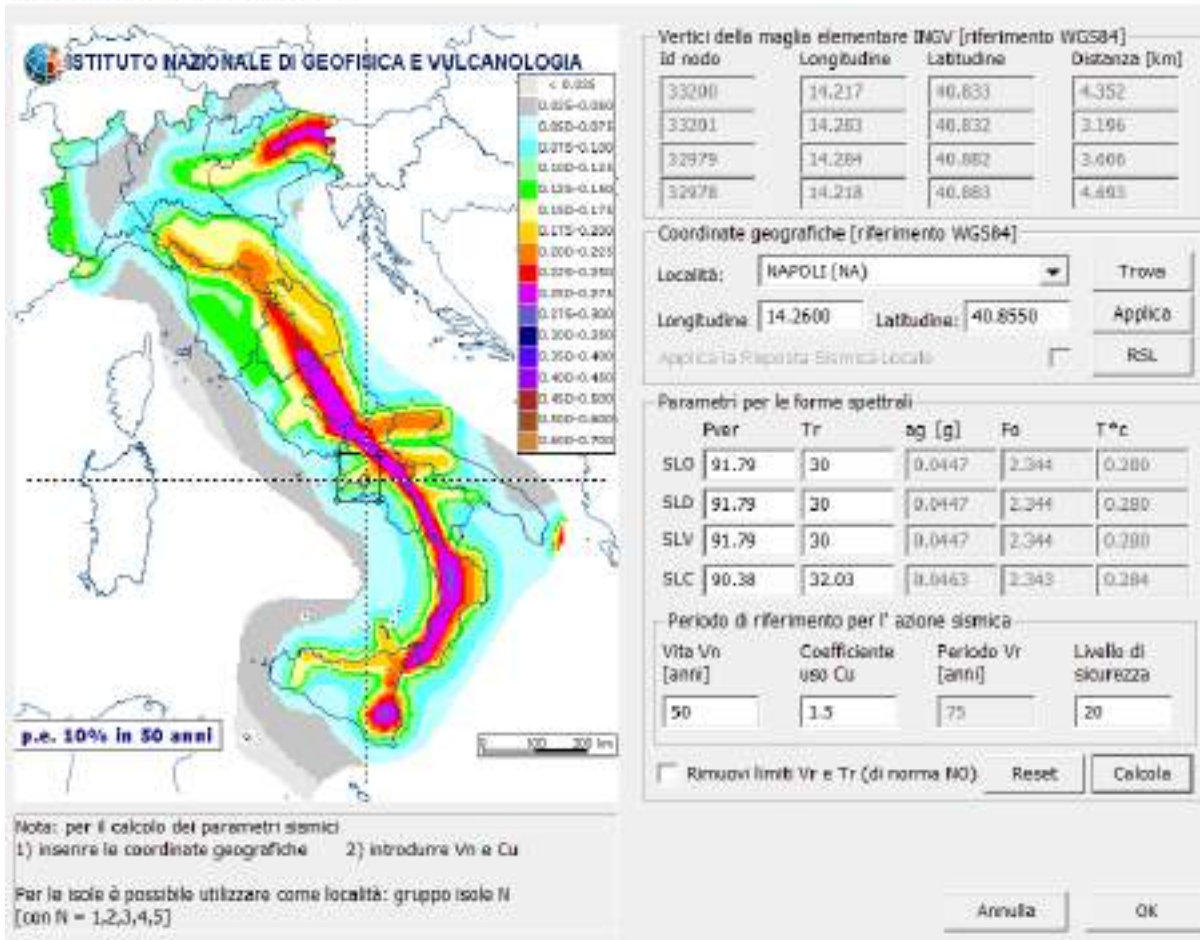 ISTITUTO NAZIONALE DI GEOFISICA E VULCANOLOGIA
< 0.025
0.025-0.050
0.050-0.075
0.075-0.100
0.100-0.125
0.125-0.150
0.150-0.175
0.175-0.200
0.200-0.225
0.225-0.250
0.250-0.275
0.275-0.300
0.300-0.350
0.350-0.400
0.400-0.450
0.450-0.500
0.500-0.600
0.600-0.700
p.e. 10% in 50 anni
0 100 200 km
Nota: per il calcolo dei parametri sismici
1) inserire le coordinate geografiche 2) introdurre Vn e Cu
Per le isole è possibile utilizzare come località: gruppo isole N
[con N = 1,2,3,4,5]
Vertici della maglia elementare INGV [riferimento WGS84]
Id nodo Longitudine Latitudine Distanza [km]
33200 14.217 40.833 4.352
33201 14.283 40.832 3.196
32979 14.284 40.882 3.606
32978 14.218 40.883 4.693
Coordinate geografiche [riferimento WGS84]
Località: NAPOLI (NA) Trova
Longitudine 14.2600 Latitudine: 40.8550 Applica
Applica la Risposta Sismica Locale RSL
Parametri per le forme spettrali
Pver Tr ag [g] Fo T*c
SLO 91.79 30 0.0447 2.344 0.280
SLD 91.79 30 0.0447 2.344 0.280
SLV 91.79 30 0.0447 2.344 0.280
SLC 90.38 32.03 0.0463 2.343 0.284
Periodo di riferimento per l' azione sismica
Vita Vn [anni] Coefficiente uso Cu Periodo Vr [anni] Livello di sicurezza
50 1.5 75 20
Rimuovi limiti Vr e Tr (di norma NO) Reset Calcola
Annulla OK